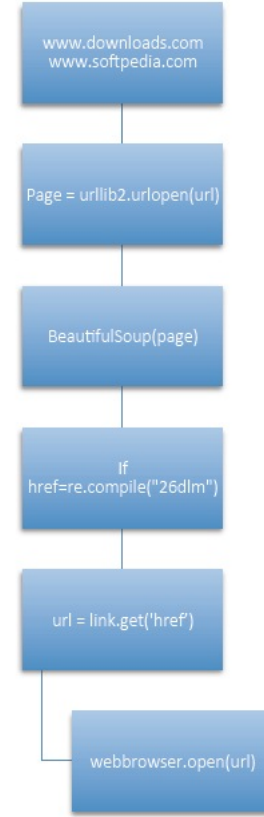 www.downloads.com
www.softpedia.com
Page = urllib2.urlopen(url)
BeautifulSoup(page)
If
href=re.compile("26dlm")
url = link.get('href’)
webbrowser.open(url)